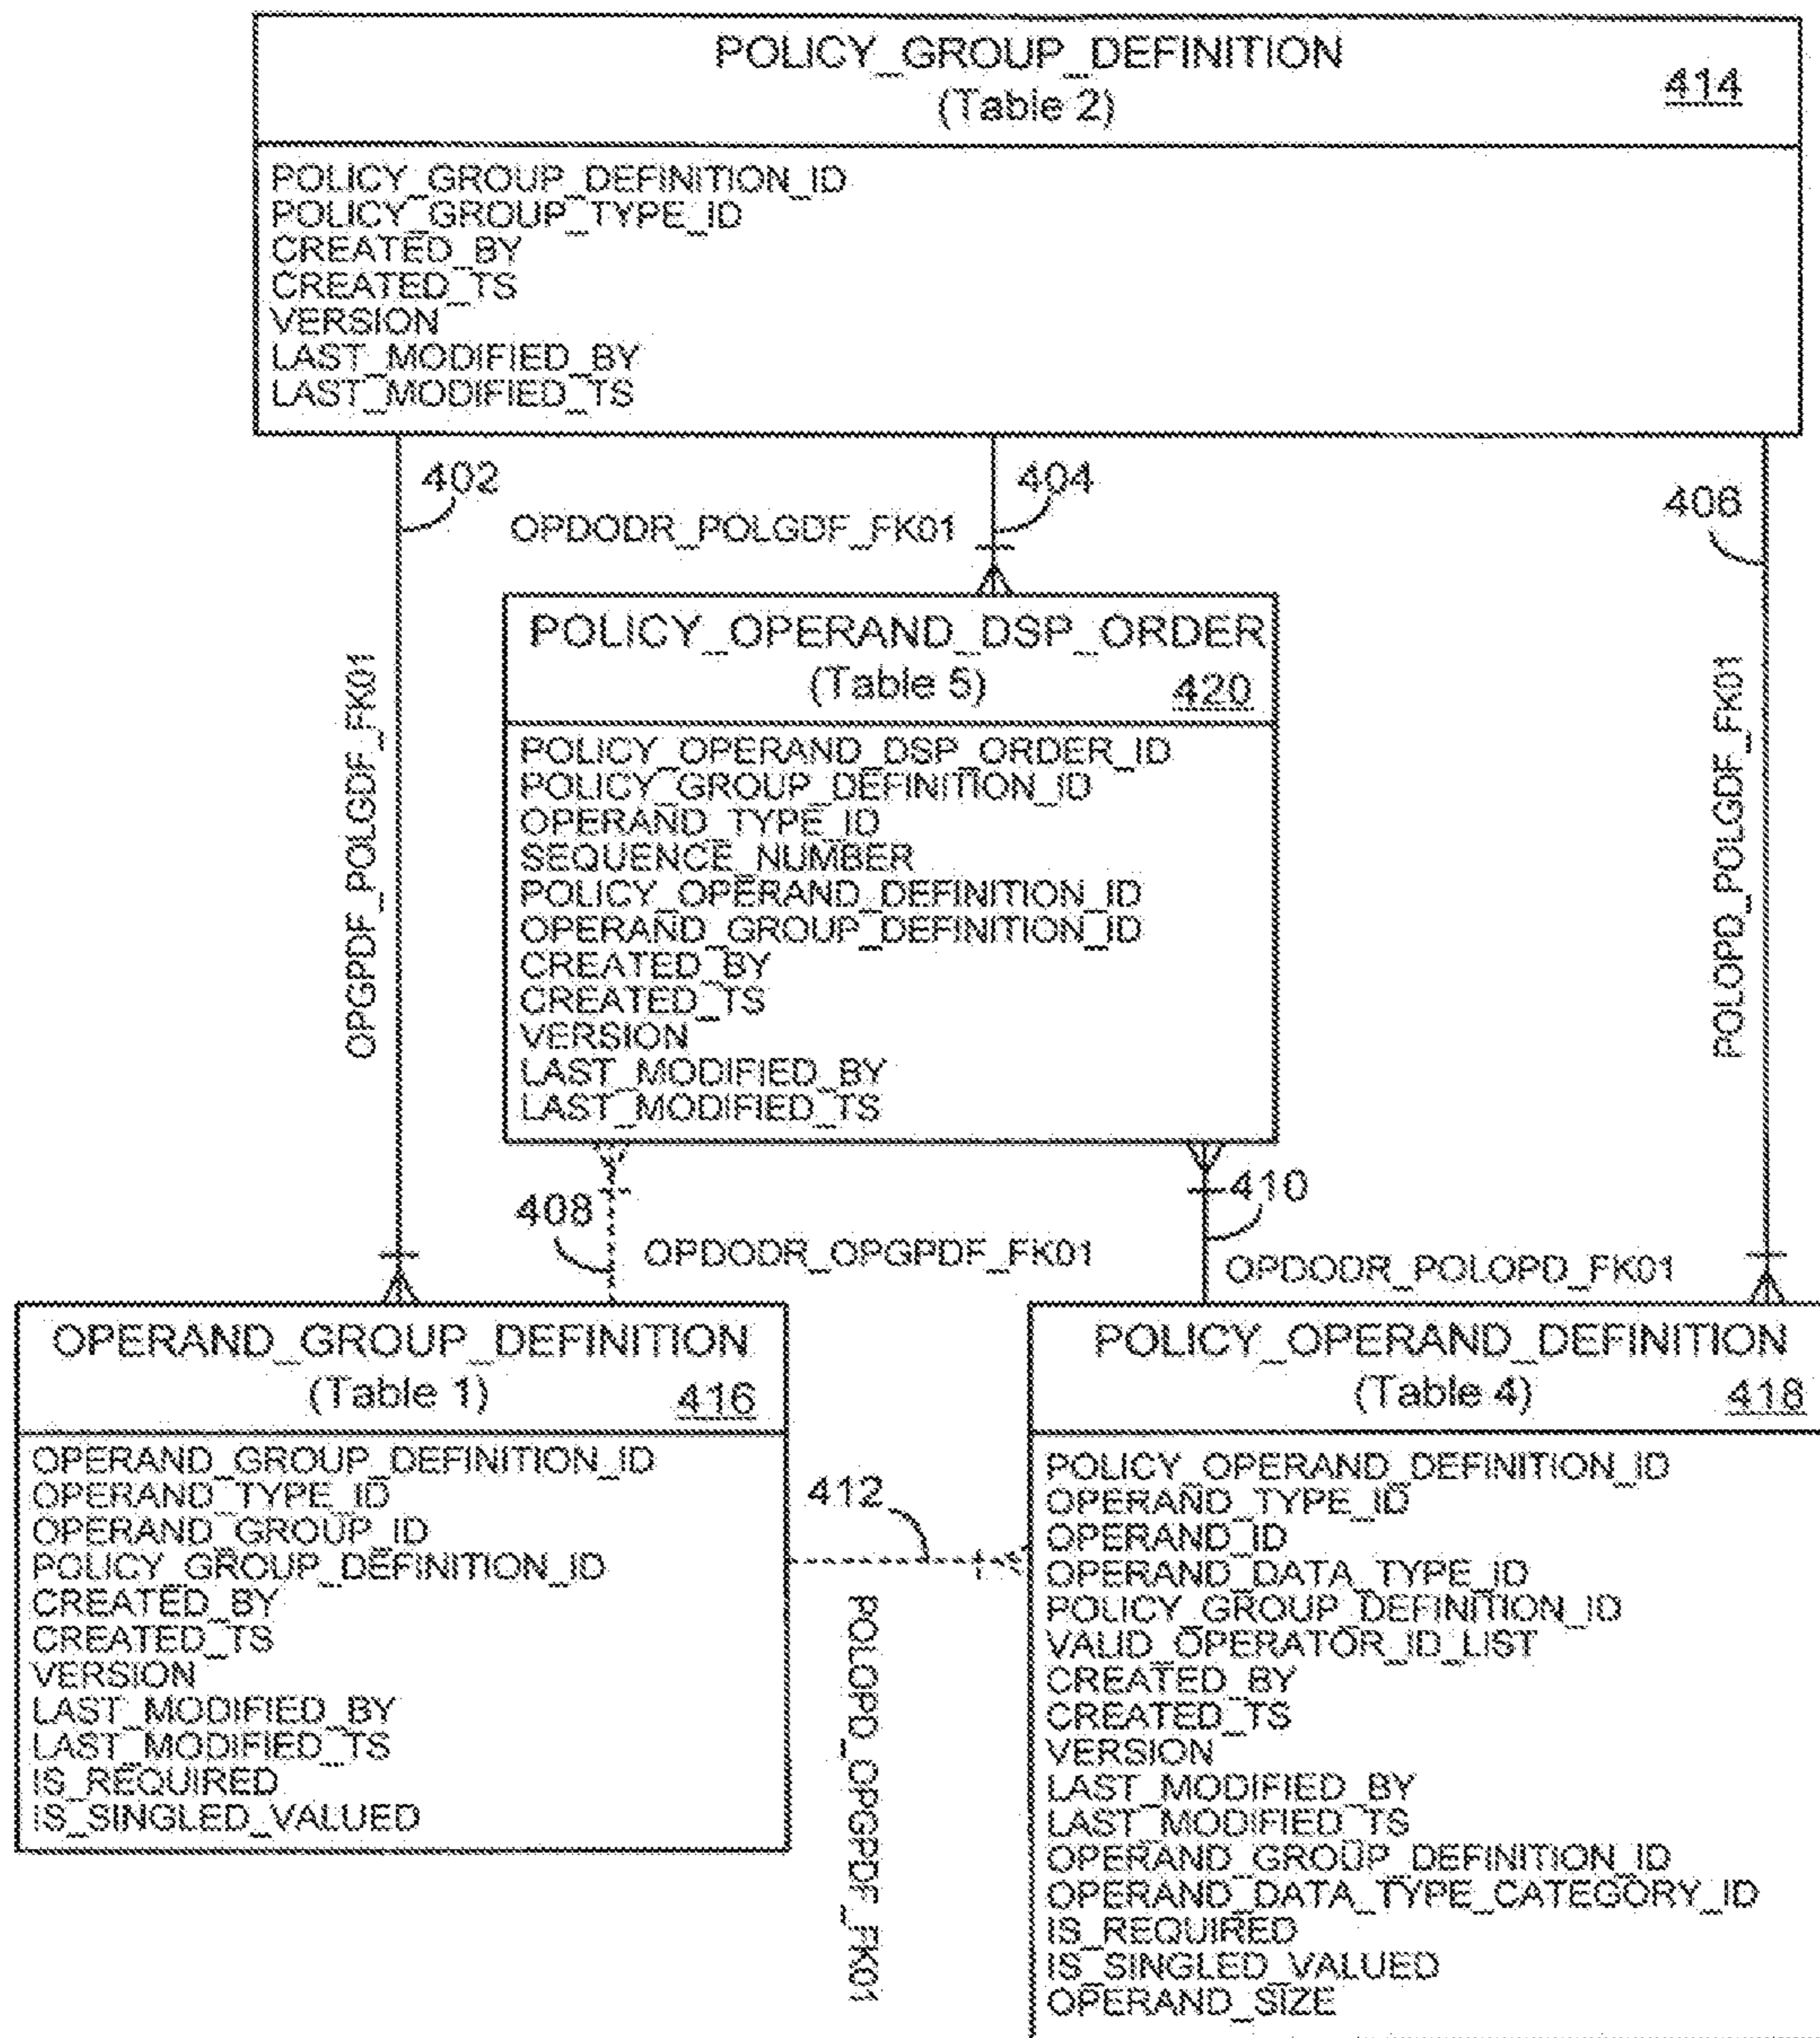 POLICY_GROUP_DEFINITION
(Table 2)
414
POLICY_GROUP_DEFINITION_ID
POLICY_GROUP_TYPE_ID
CREATED_BY
CREATED_TS
VERSION
LAST_MODIFIED_BY
LAST_MODIFIED_TS
402
404
406
OPDODR_POLGDF_FK01
OPGPDF_POLGDF_FK01
POLOPD_POLGDF_FK01
POLICY_OPERAND_DSP_ORDER
(Table 5)
420
POLICY_OPERAND_DSP_ORDER_ID
POLICY_GROUP_DEFINITION_ID
OPERAND_TYPE_ID
SEQUENCE_NUMBER
POLICY_OPERAND_DEFINITION_ID
OPERAND_GROUP_DEFINITION_ID
CREATED_BY
CREATED_TS
VERSION
LAST_MODIFIED_BY
LAST_MODIFIED_TS
408
410
OPDODR_OPGPDF_FK01
OPDODR_POLOPD_FK01
OPERAND_GROUP_DEFINITION
(Table 1)
416
OPERAND_GROUP_DEFINITION_ID
OPERAND_TYPE_ID
OPERAND_GROUP_ID
POLICY_GROUP_DEFINITION_ID
CREATED_BY
CREATED_TS
VERSION
LAST_MODIFIED_BY
LAST_MODIFIED_TS
IS_REQUIRED
IS_SINGLED_VALUED
412
POLOPD_OPGPDF_FK01
POLICY_OPERAND_DEFINITION
(Table 4)
418
POLICY_OPERAND_DEFINITION_ID
OPERAND_TYPE_ID
OPERAND_ID
OPERAND_DATA_TYPE_ID
POLICY_GROUP_DEFINITION_ID
VALID_OPERATOR_ID_LIST
CREATED_BY
CREATED_TS
VERSION
LAST_MODIFIED_BY
LAST_MODIFIED_TS
OPERAND_GROUP_DEFINITION_ID
OPERAND_DATA_TYPE_CATEGORY_ID
IS_REQUIRED
IS_SINGLED_VALUED
OPERAND_SIZE